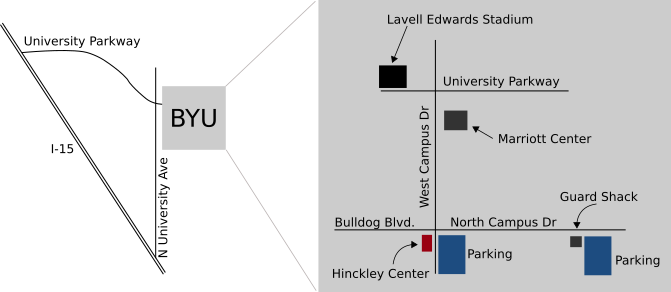 University Parkway
BYU
I-15
N University Ave
Lavell Edwards Stadium
University Parkway
West Campus Dr
Marriott Center
Guard Shack
Bulldog Blvd.
North Campus Dr
Parking
Parking
Hinckley Center